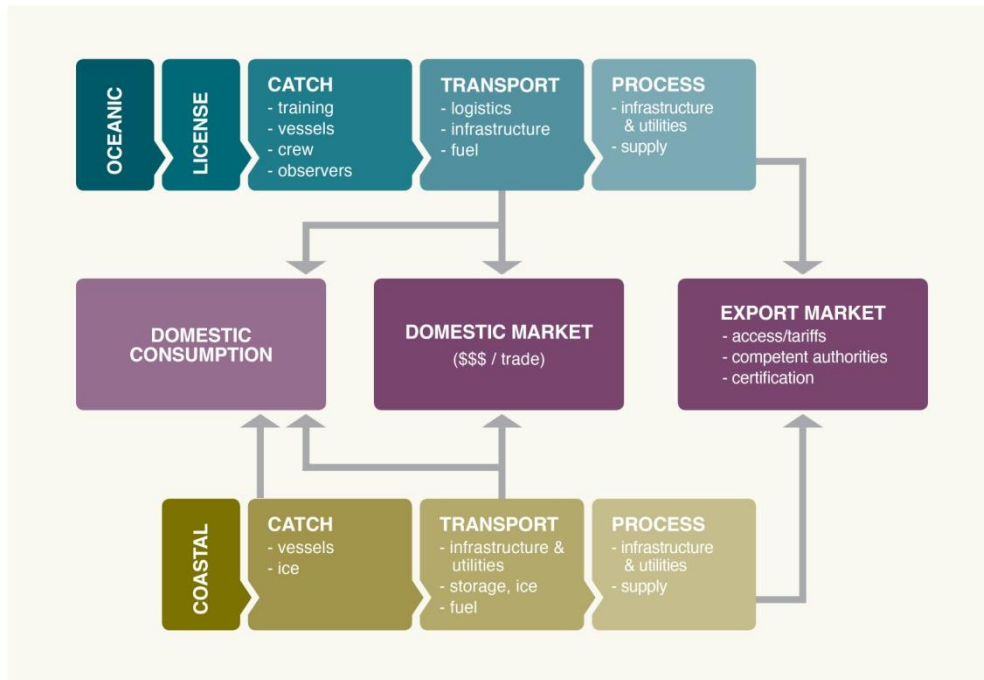 OCEANIC
LICENSE
CATCH
- training
- vessels
- crew
- observers
TRANSPORT
- logistics
- infrastructure
- fuel
PROCESS
- infrastructure
& utilities
- supply
DOMESTIC
CONSUMPTION
DOMESTIC MARKET
($$$ / trade)
EXPORT MARKET
- access/tariffs
- competent authorities
- certification
COASTAL
CATCH
- vessels
- ice
TRANSPORT
- infrastructure &
utilities
- storage, ice
- fuel
PROCESS
- infrastructure
& utilities
- supply